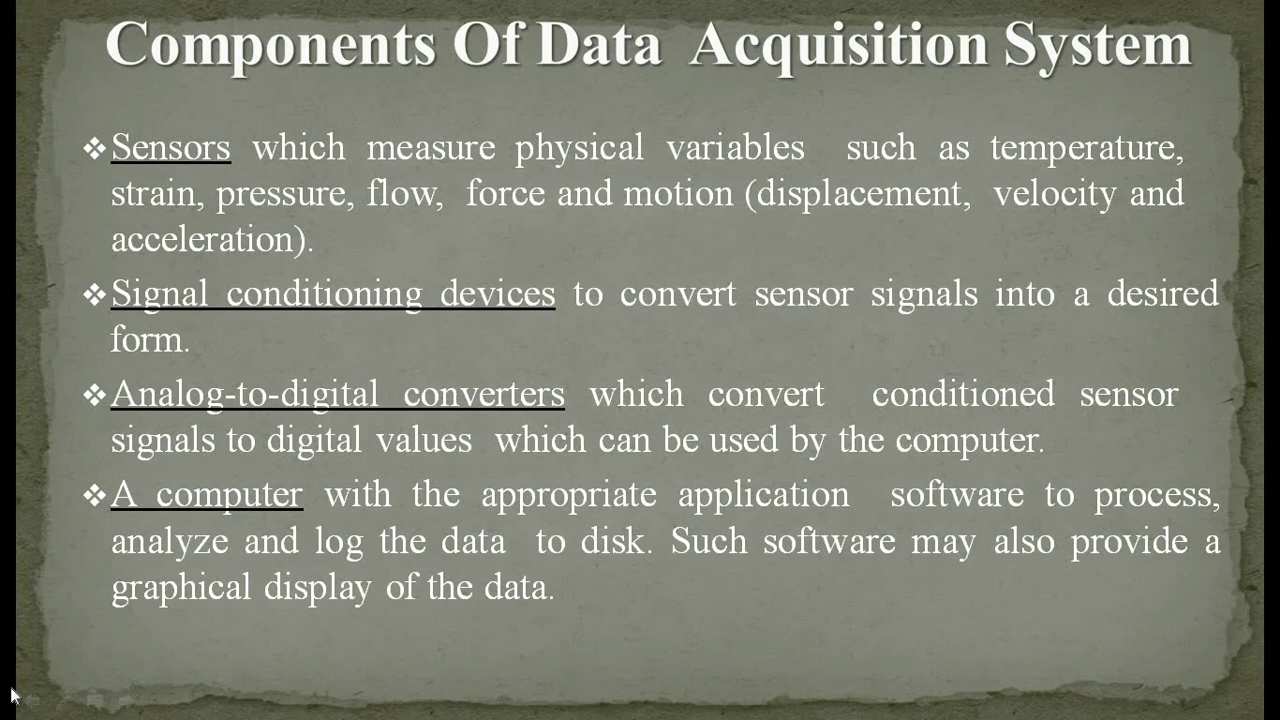 Components Of Data Acquisition System
❖Sensors which measure physical variables such as temperature,
strain, pressure, flow, force and motion (displacement, velocity and
acceleration).
❖Signal conditioning devices to convert sensor signals into a desired
form.
❖Analog-to-digital converters which convert conditioned sensor
signals to digital values which can be used by the computer.
❖A computer with the appropriate application software to process,
analyze and log the data to disk. Such software may also provide a
graphical display of the data.